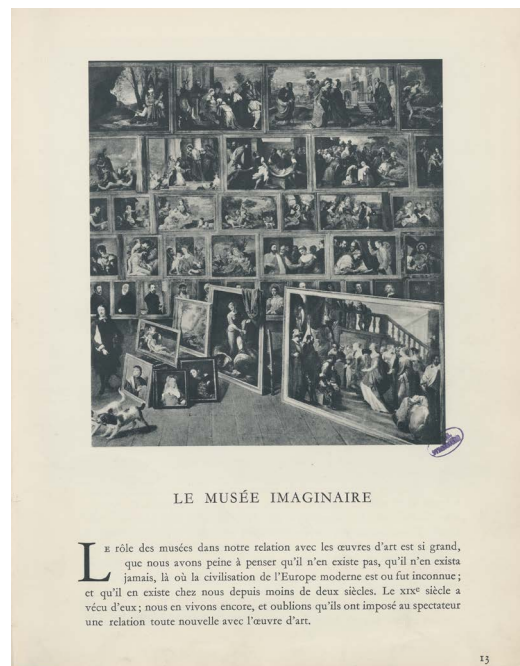 LE MUSÉE IMAGINAIRE
LE rôle des musées dans notre relation avec les œuvres d'art est si grand,
que nous avons peine à penser qu'il n'en existe pas, qu'il n'en exista
jamais, là où la civilisation de l'Europe moderne est ou fut inconnue ;
et qu'il en existe chez nous depuis moins de deux siècles. Le XIXe siècle a
vécu d'eux ; nous en vivons encore, et oublions qu'ils ont imposé au spectateur
une relation toute nouvelle avec l'œuvre d'art.
13